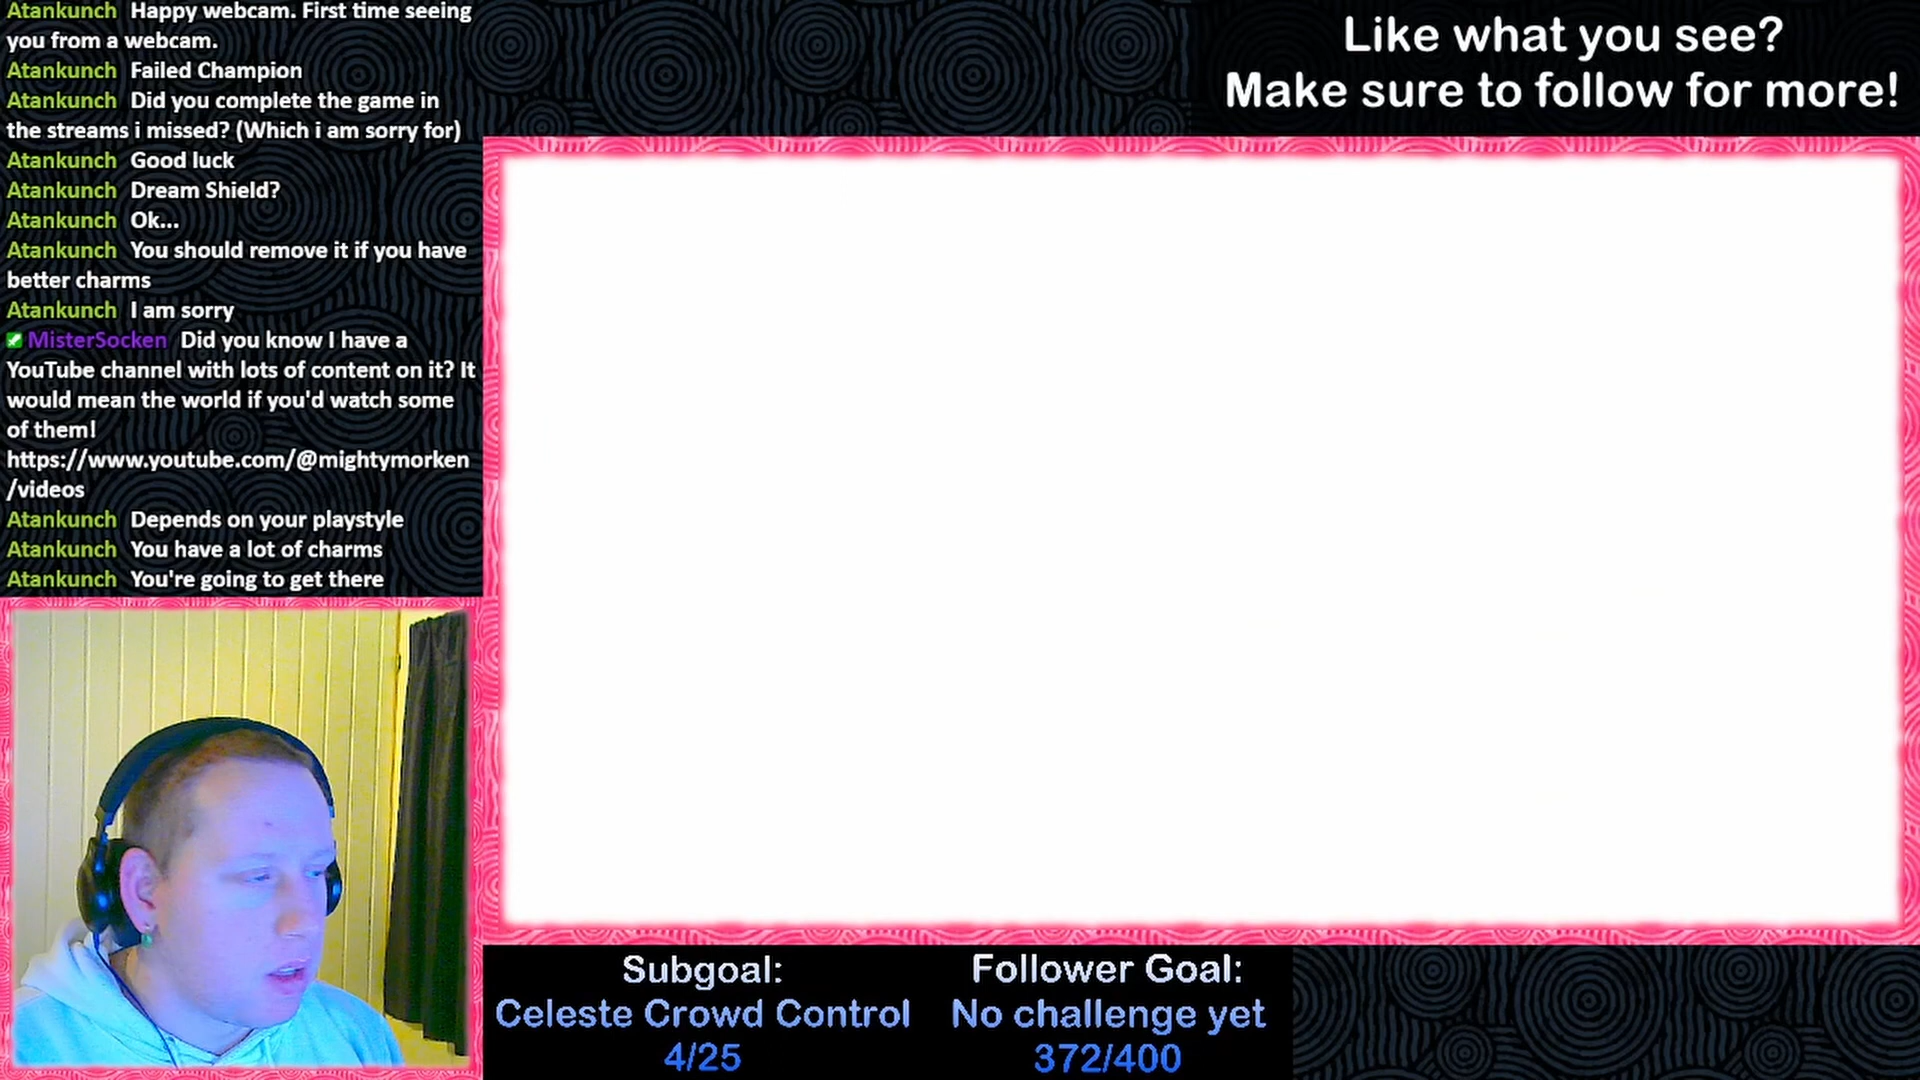 Atankunch Happy webcam. First time seeing
you from a webcam.
Atankunch Failed Champion
Atankunch Did you complete the game in
the streams i missed? (Which i am sorry for)
Atankunch Good luck
Atankunch Dream Shield?
Atankunch Ok...
Atankunch You should remove it if you have
better charms
Atankunch I am sorry
MisterSocken Did you know I have a
YouTube channel with lots of content on it? It
would mean the world if you'd watch some
of them!
https://www.youtube.com/@mightymorken
/videos
Atankunch Depends on your playstyle
Atankunch You have a lot of charms
Atankunch You're going to get there
Like what you see?
Make sure to follow for more!
Subgoal:
Celeste Crowd Control
4/25
Follower Goal:
No challenge yet
372/400